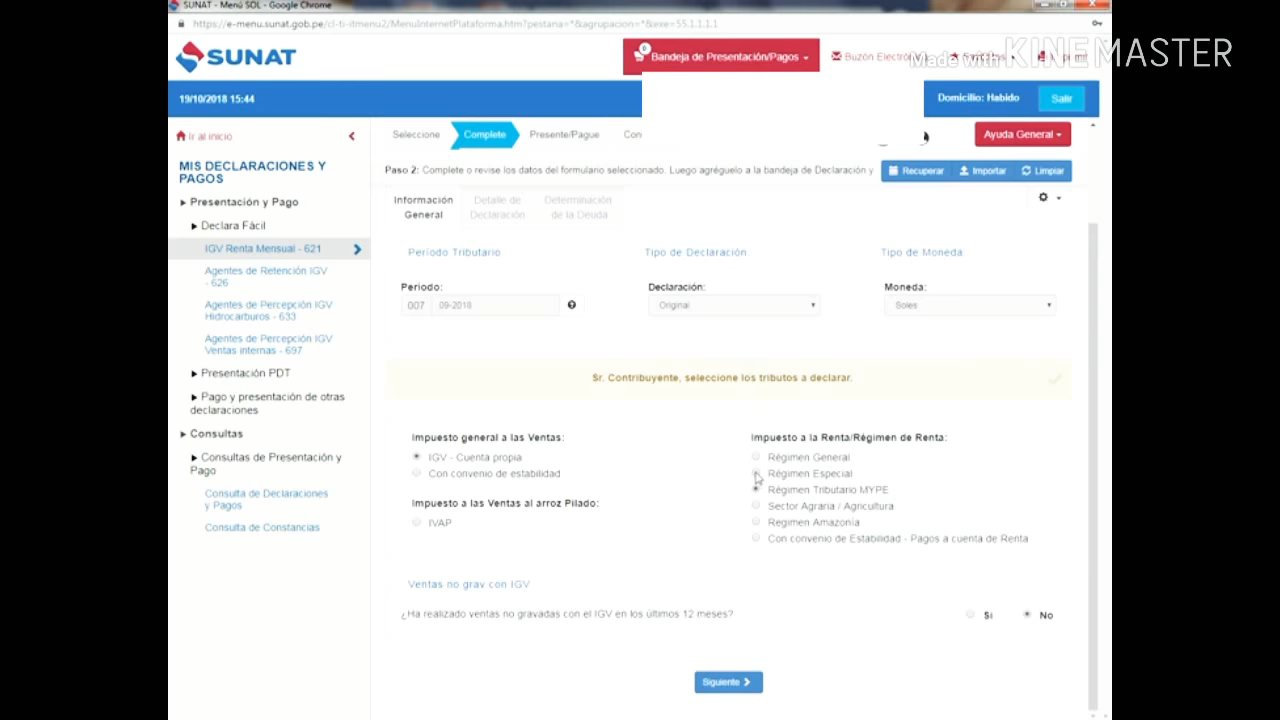 SUNAT - Menú SOL - Google Chrome
https://e-menu.sunat.gob.pe/cl-ti-itmenu2/MenuInternetPlataforma.htm?pestana=*&agrupacion=*&exe=55.1.1.1.1
SUNAT
0
Bandeja de Presentación/Pagos
Buzón Electró
Made with KINEMASTER
19/10/2018 15:44
Domicilio: Habido
Salir
Ir al inicio
Seleccione
Complete
Presente/Pague
Con
Ayuda General
MIS DECLARACIONES Y
PAGOS
Paso 2: Complete o revise los datos del formulario seleccionado. Luego agréguelo a la bandeja de Declaración y
Recuperar
Importar
Limpiar
Presentación y Pago
Declara Fácil
IGV Renta Mensual - 621
Agentes de Retención IGV
- 626
Agentes de Percepción IGV
Hidrocarburos - 633
Agentes de Percepción IGV
Ventas internas - 697
Presentación PDT
Pago y presentación de otras
declaraciones
Consultas
Consultas de Presentación y
Pago
Consulta de Declaraciones
y Pagos
Consulta de Constancias
Información
General
Detalle de
Declaración
Determinación
de la Deuda
Período Tributario
Tipo de Declaración
Tipo de Moneda
Periodo:
Declaración:
Moneda:
007
09-2018
Original
Soles
Sr. Contribuyente, seleccione los tributos a declarar.
Impuesto general a las Ventas:
IGV - Cuenta propia
Con convenio de estabilidad
Impuesto a las Ventas al arroz Pilado:
IVAP
Impuesto a la Renta/Régimen de Renta:
Régimen General
Régimen Especial
Régimen Tributario MYPE
Sector Agraria / Agricultura
Regimen Amazonía
Con convenio de Estabilidad - Pagos a cuenta de Renta
Ventas no grav con IGV
¿Ha realizado ventas no gravadas con el IGV en los últimos 12 meses?
Si
No
Siguiente